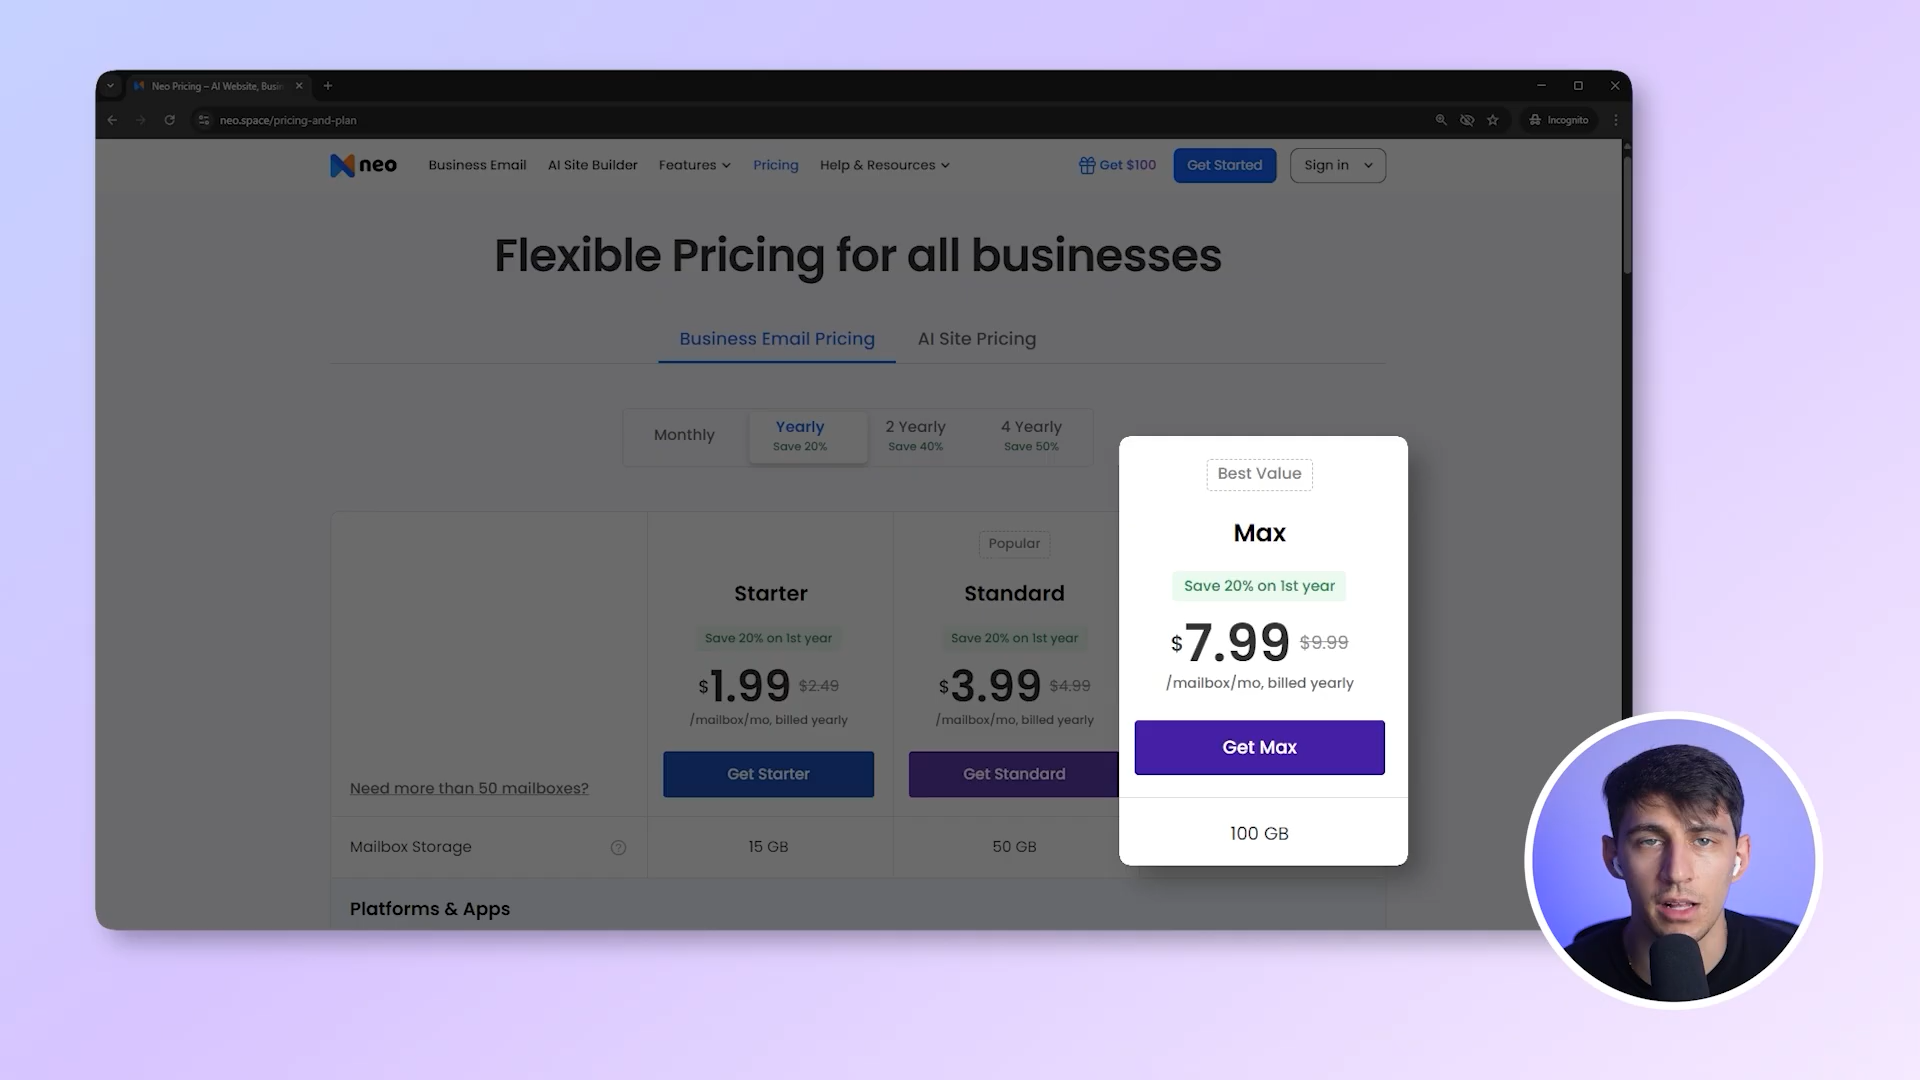 Neo Pricing – AI Website, Busin
neo.space/pricing-and-plan
Incognito
neo
Business Email
AI Site Builder
Features
Pricing
Help & Resources
Get $100
Get Started
Sign in
Flexible Pricing for all businesses
Business Email Pricing
AI Site Pricing
Monthly
Yearly
Save 20%
2 Yearly
Save 40%
4 Yearly
Save 50%
Need more than 50 mailboxes?
Starter
Save 20% on 1st year
$1.99 $2.49
/mailbox/mo, billed yearly
Get Starter
Popular
Standard
Save 20% on 1st year
$3.99 $4.99
/mailbox/mo, billed yearly
Get Standard
Best Value
Max
Save 20% on 1st year
$7.99 $9.99
/mailbox/mo, billed yearly
Get Max
Mailbox Storage
15 GB
50 GB
100 GB
Platforms & Apps